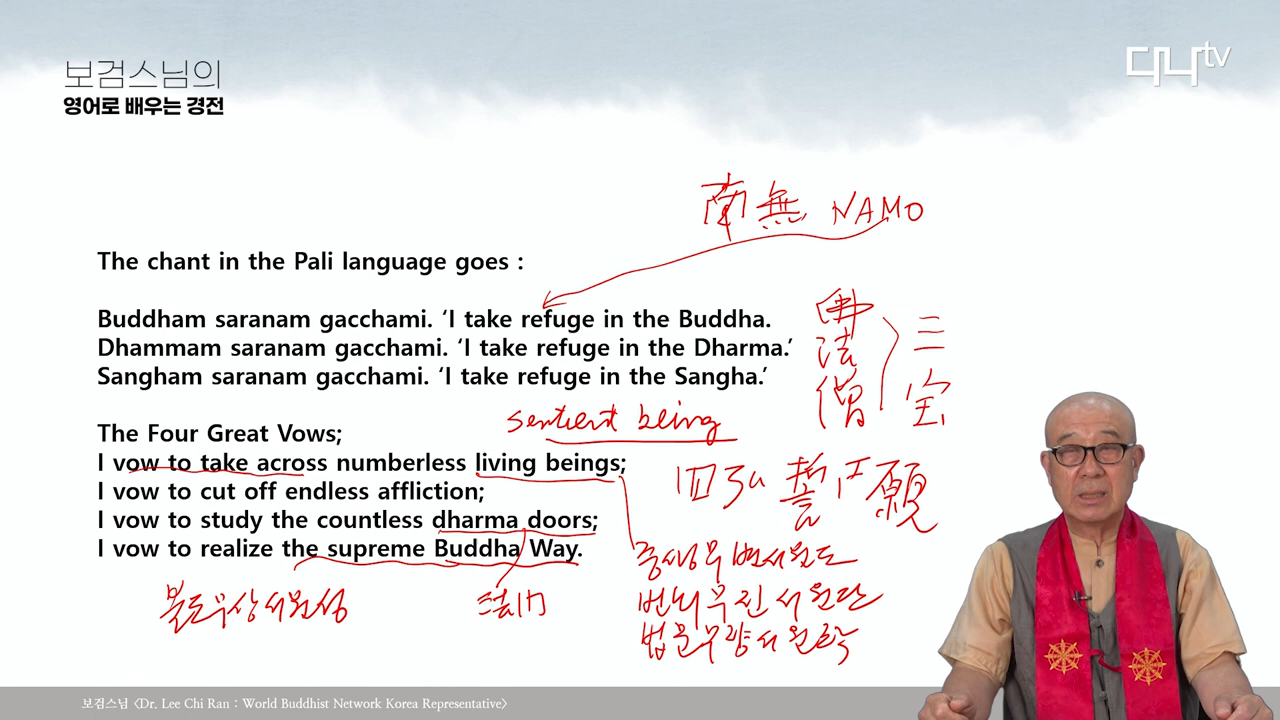 보검스님의
영어로 배우는 경전
tv
南無 NAMO
The chant in the Pali language goes :
Buddham saranam gacchami. ‘I take refuge in the Buddha.
Dhammam saranam gacchami. ‘I take refuge in the Dharma.’
Sangham saranam gacchami. ‘I take refuge in the Sangha.’
佛
法
僧
三
宝
The Four Great Vows;
sentient being
I vow to take across numberless living beings;
I vow to cut off endless affliction;
I vow to study the countless dharma doors;
I vow to realize the supreme Buddha Way.
四弘誓願
중생무변서원도
번뇌무진서원단
법문무량서원학
불도무상서원성
法門
보검스님 <Dr. Lee Chi Ran : World Buddhist Network Korea Representative>